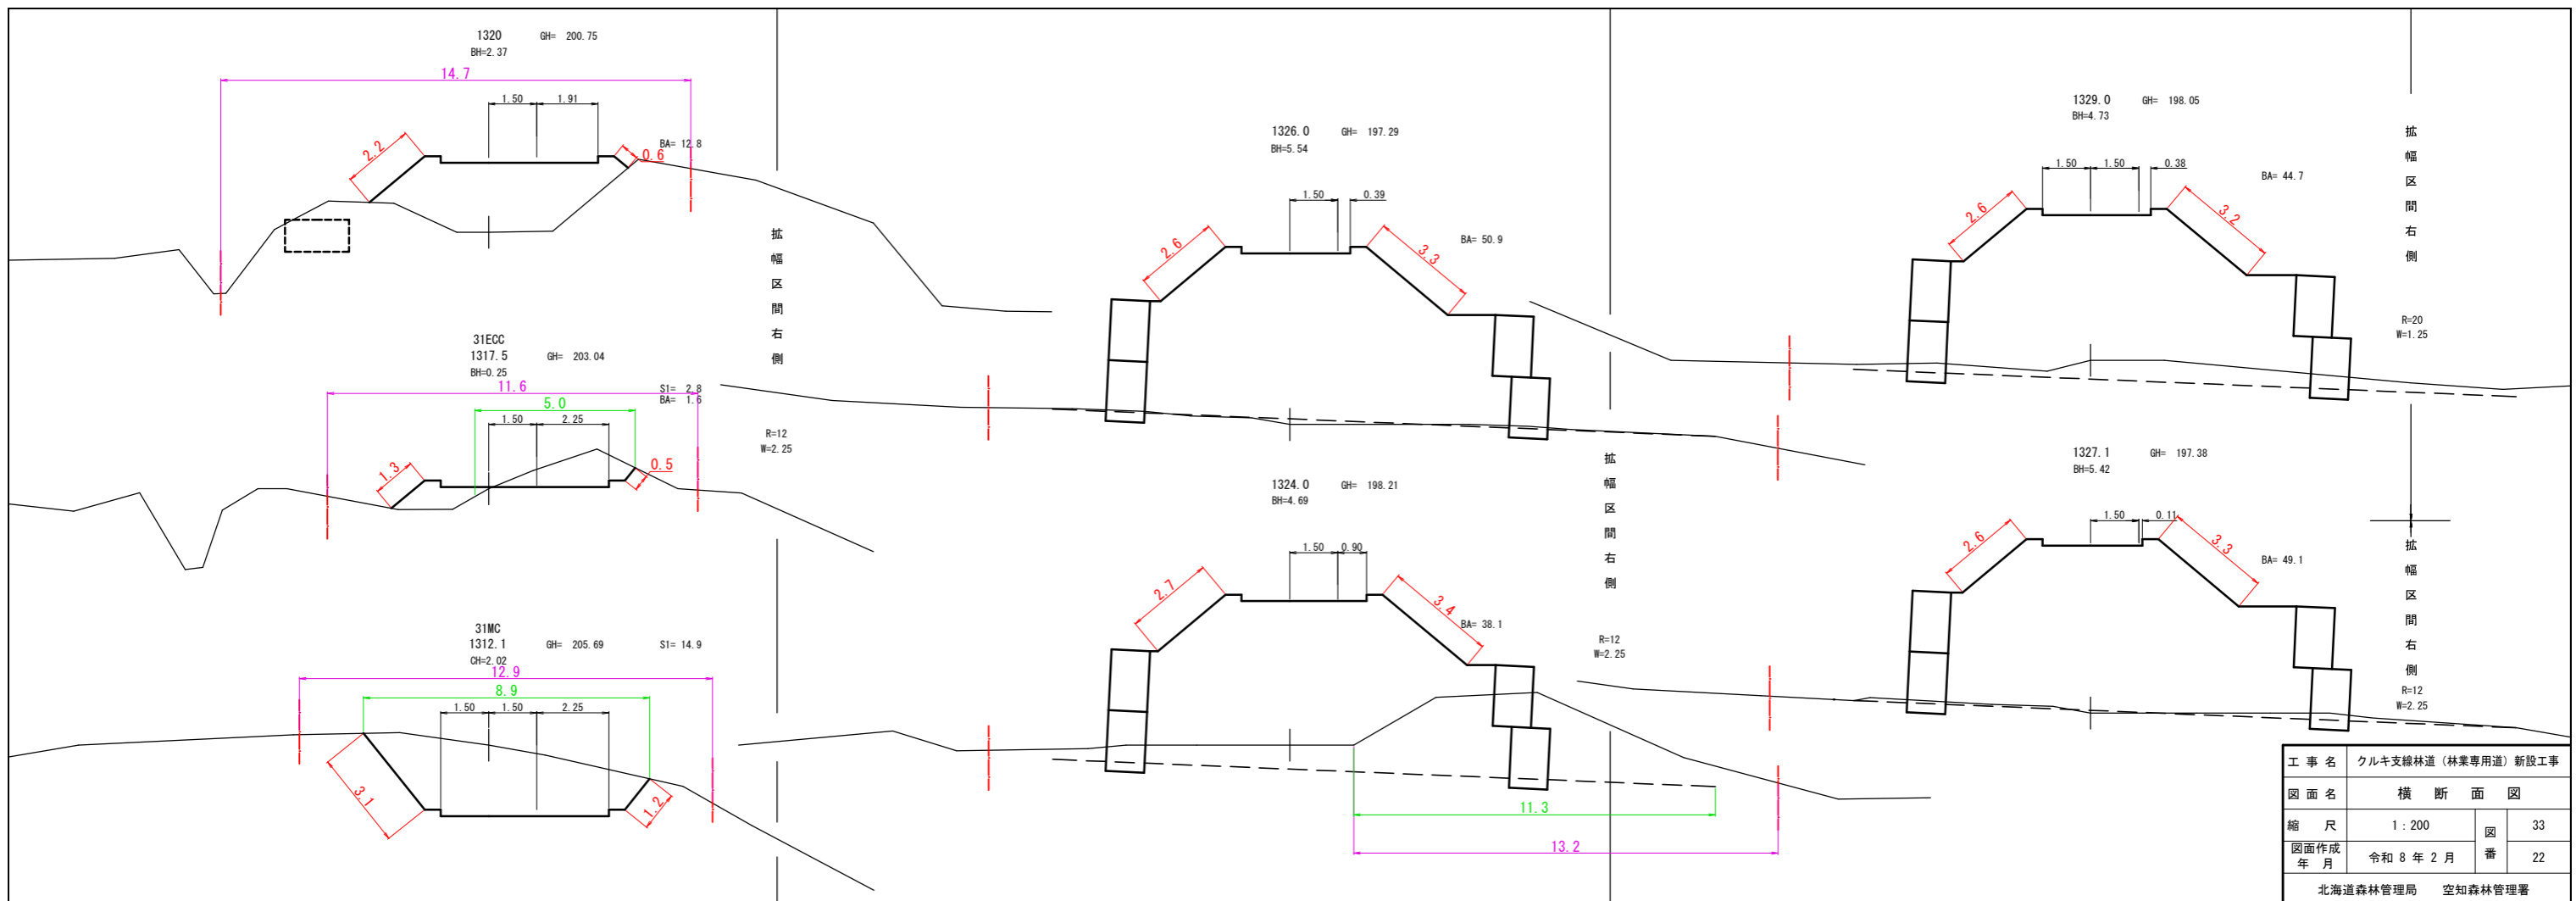 1320 GH= 200.75
BH=2.37
14.7
1.50 1.91
2.2
BA= 12.8
0.6
31ECC
1317.5 GH= 203.04
BH=0.25
11.6
S1= 2.8
BA= 1.6
5.0
1.50 2.25
1.3
0.5
31MC
1312.1 GH= 205.69 S1= 14.9
CH=2.02
12.9
8.9
1.50 1.50 2.25
3.1
1.2
拡幅区間右側
R=12
W=2.25
1326.0 GH= 197.29
BH=5.54
1.50 0.39
2.6
3.3
BA= 50.9
1324.0 GH= 198.21
BH=4.69
1.50 0.90
2.7
3.4
BA= 38.1
11.3
13.2
拡幅区間右側
R=12
W=2.25
1329.0 GH= 198.05
BH=4.73
1.50 1.50 0.38
2.6
3.2
BA= 44.7
1327.1 GH= 197.38
BH=5.42
1.50 0.11
2.6
3.3
BA= 49.1
拡幅区間右側
R=20
W=1.25
拡幅区間右側
R=12
W=2.25
工事名 クルキ支線林道（林業専用道）新設工事
図面名 横断面図
縮尺 1：200 図番 33
図面作成年月 令和 8 年 2 月 22
北海道森林管理局 空知森林管理署